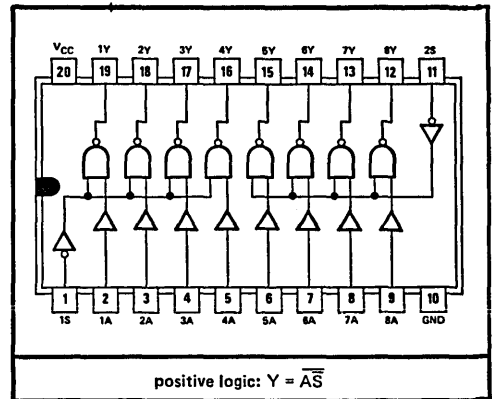 VCC 1Y 2Y 3Y 4Y 5Y 6Y 7Y 8Y 2S
20 19 18 17 16 15 14 13 12 11
1 2 3 4 5 6 7 8 9 10
1S 1A 2A 3A 4A 5A 6A 7A 8A GND
positive logic: Y = A̅S̅̅